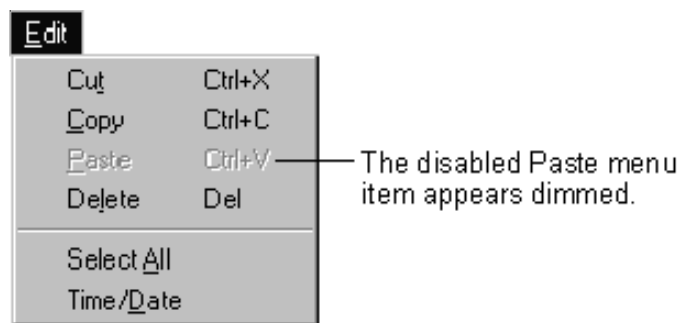 Edit
Cut Ctrl+X
Copy Ctrl+C
Paste Ctrl+V
Delete Del
Select All
Time/Date
The disabled Paste menu
item appears dimmed.